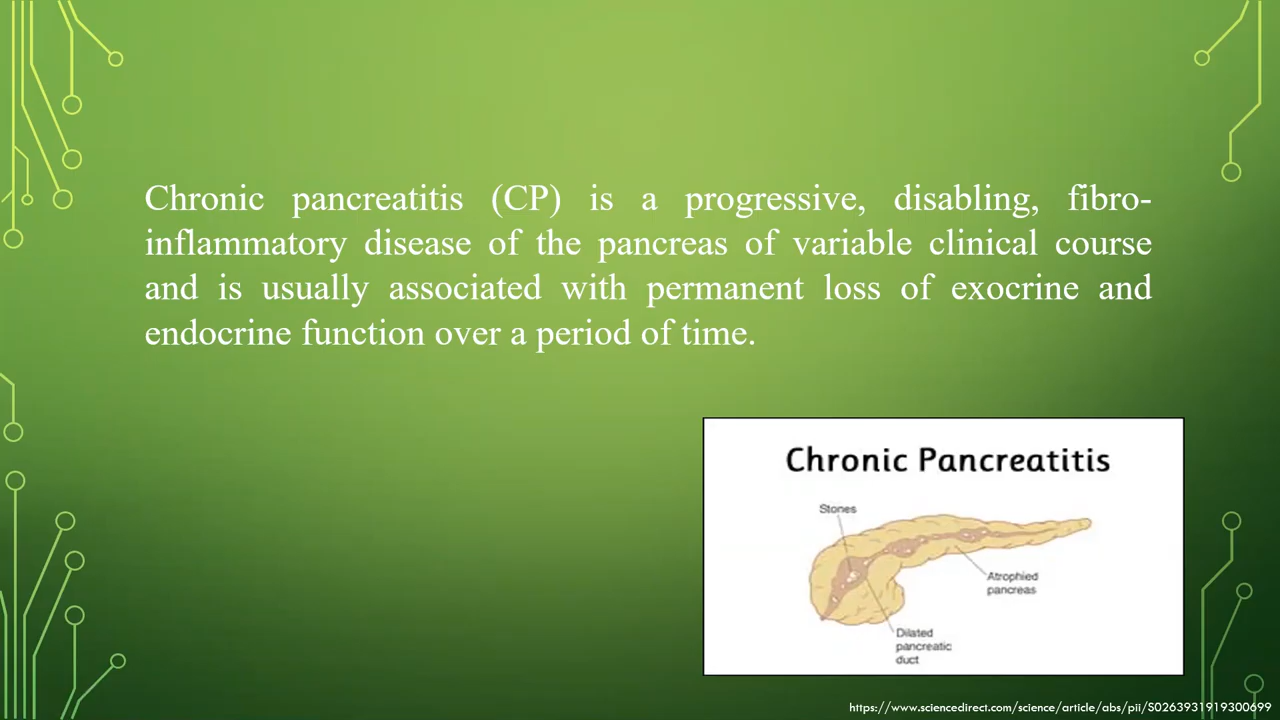 Chronic pancreatitis (CP) is a progressive, disabling, fibro-
inflammatory disease of the pancreas of variable clinical course
and is usually associated with permanent loss of exocrine and
endocrine function over a period of time.
Chronic Pancreatitis
Stones
Atrophied
pancreas
Dilated
pancreatic
duct
https://www.sciencedirect.com/science/article/abs/pii/S0263931919300699